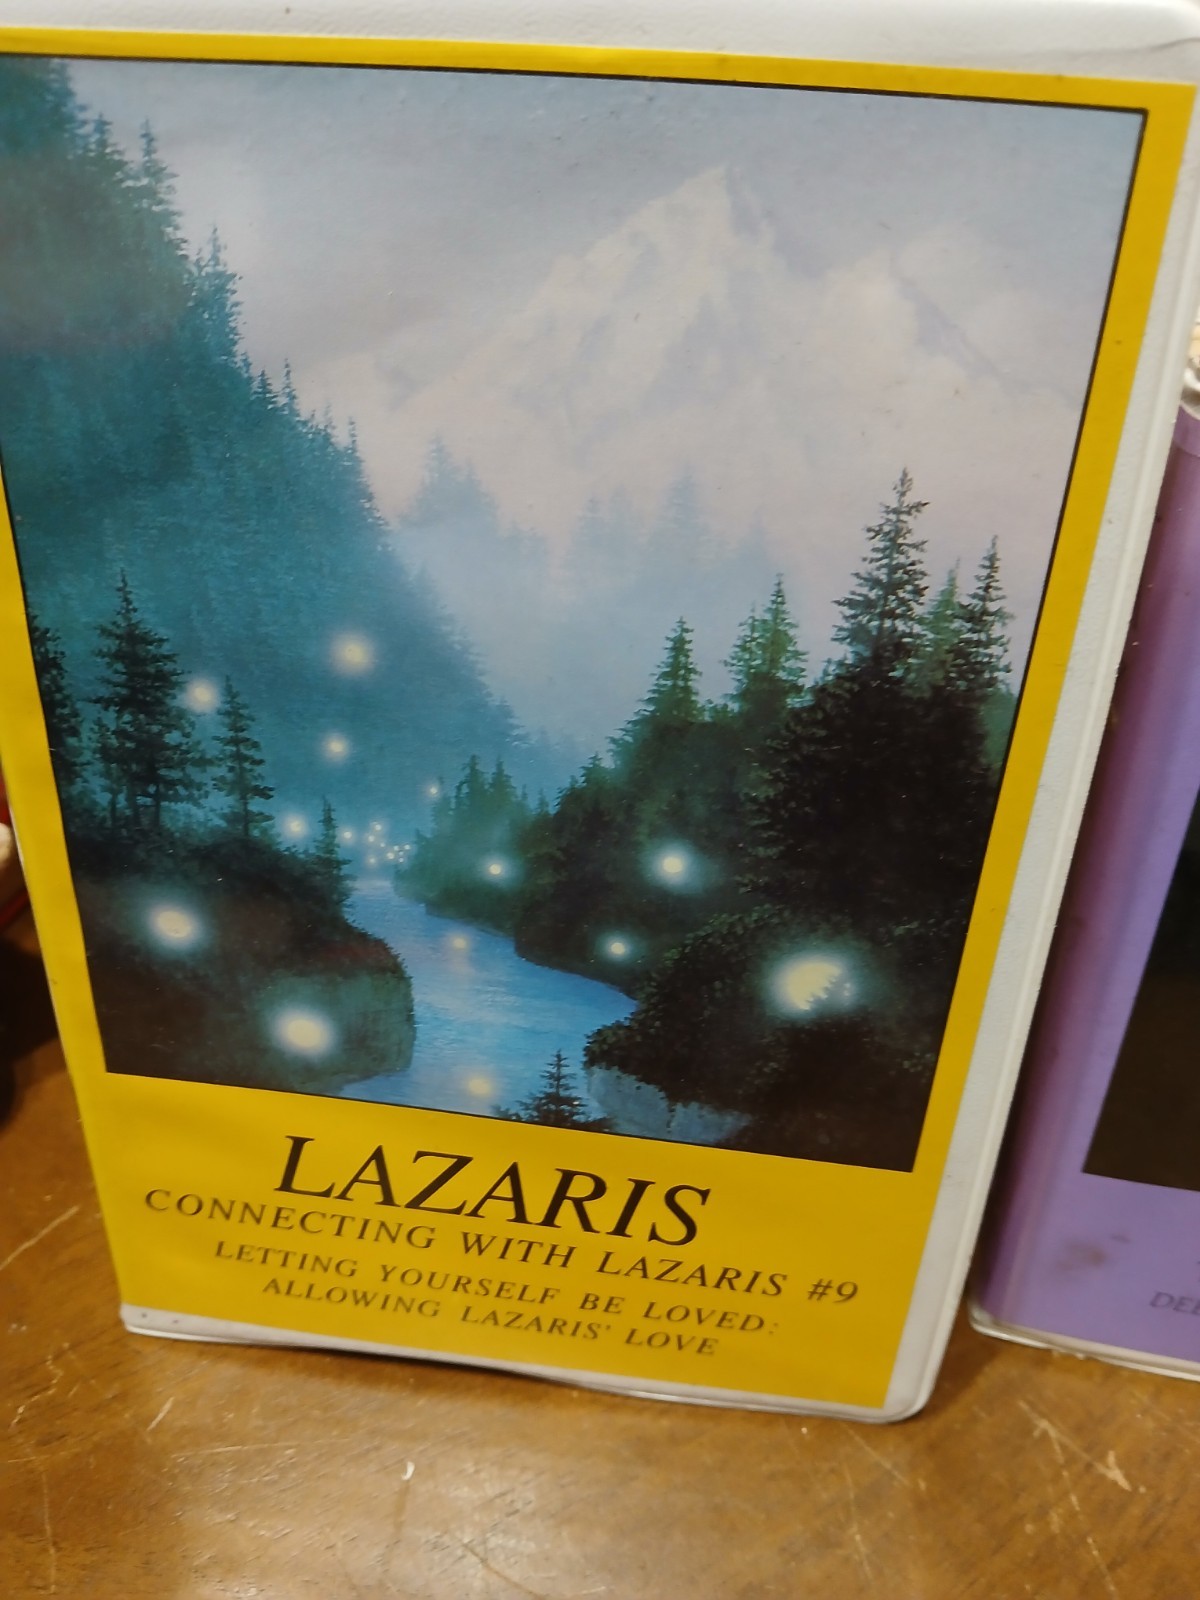 LAZARIS
CONNECTING WITH LAZARIS #9
LETTING YOURSELF BE LOVED:
ALLOWING LAZARIS' LOVE